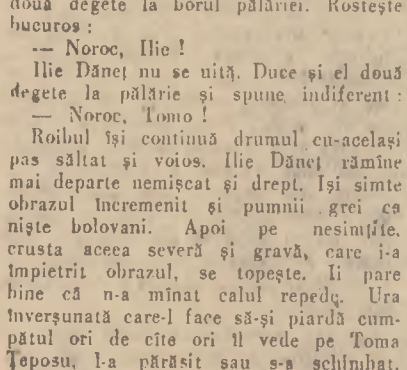 două degete la borul pălăriei. Rostește
bucuros :
— Noroc, Ilie !
Ilie Dăneț nu se uită. Duce și el două
degete la pălărie și spune indiferent :
— Noroc, Tomo !
Roibul își continuă drumul cu-același
pas săltat și voios. Ilie Dăneț rămîne
mai departe nemișcat și drept. Iși simte
obrazul încremenit și pumnii grei ca
niște bolovani. Apoi pe nesimțite,
crusta aceea severă și gravă, care i-a
împietrit obrazul, se topește. Ii pare
bine că n-a mînat calul repede. Ura
înverșunată care-l face să-și piardă cum-
pătul ori de cîte ori îl vede pe Toma
Țeposu, l-a părăsit sau s-a schimbat.